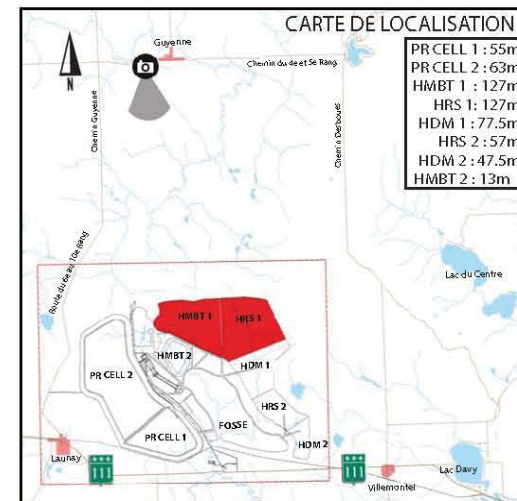 CARTE DE LOCALISATION
PR CELL 1 : 55m
PR CELL 2 : 63m
HMBT 1 : 127m
HRS 1 : 127m
HDM 1 : 77.5m
HRS 2 : 57m
HDM 2 : 47.5m
HMBT 2 : 13m
N
Guyenne
Chemin du 4e et 5e Rang
Chemin Guyenne
Chemin Desboues
Route du 6e au 10e Rang
Lac du Centre
HMBT 1
HRS 1
HMBT 2
PR CELL 2
HDM 1
HRS 2
FOSSE
PR CELL 1
HDM 2
Launay
111
111
Villemontel
Lac Davy